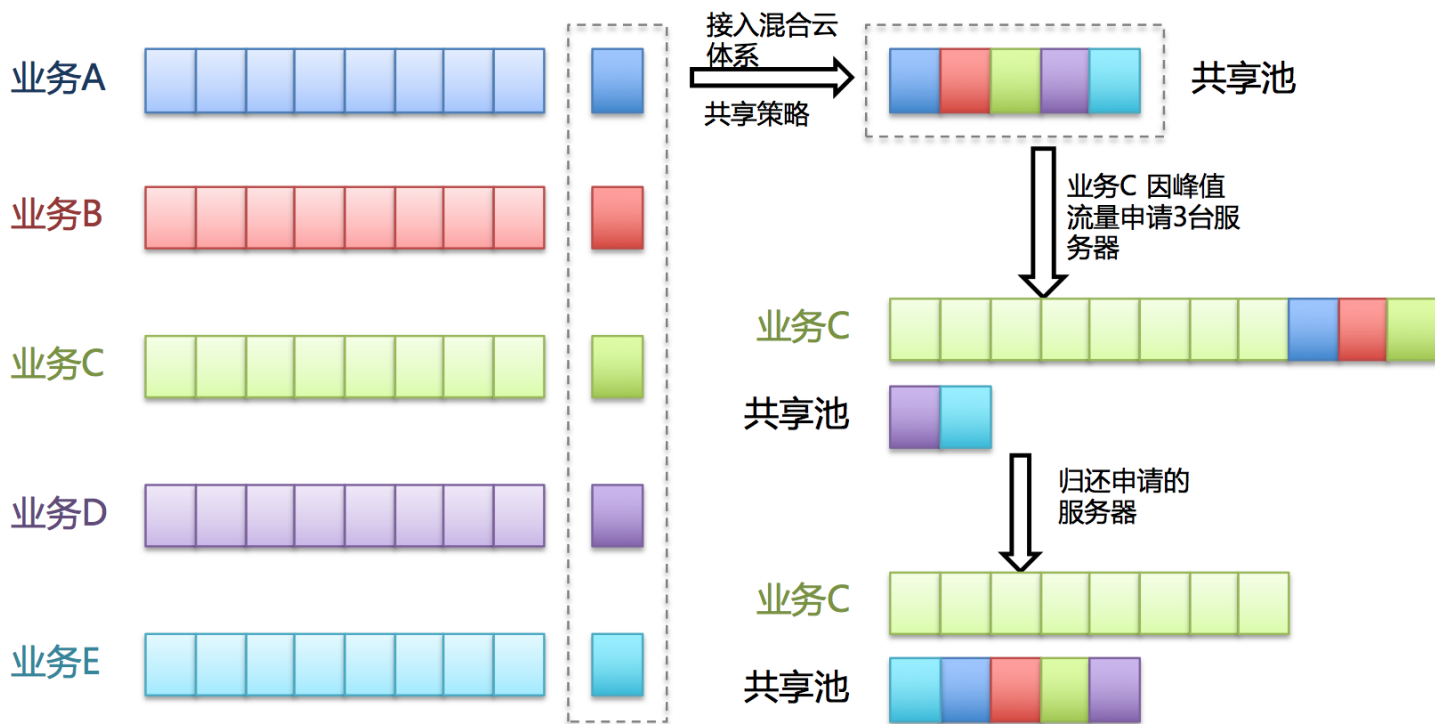 业务A
业务B
业务C
业务D
业务E
接入混合云
体系
共享策略
共享池
业务C 因峰值
流量申请3台服
务器
业务C
共享池
归还申请的
服务器
业务C
共享池